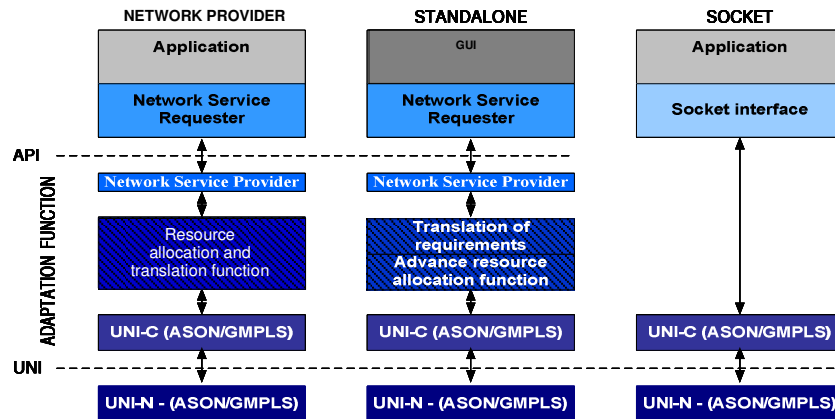 NETWORK PROVIDER
STANDALONE
SOCKET
Application
GUI
Application
Network Service
Requester
Network Service
Requester
Socket interface
API
Network Service Provider
Network Service Provider
ADAPTATION FUNCTION
Resource
allocation and
translation function
Translation of
requirements
Advance resource
allocation function
UNI-C (ASON/GMPLS)
UNI-C (ASON/GMPLS)
UNI-C (ASON/GMPLS)
UNI
UNI-N - (ASON/GMPLS)
UNI-N - (ASON/GMPLS)
UNI-N - (ASON/GMPLS)